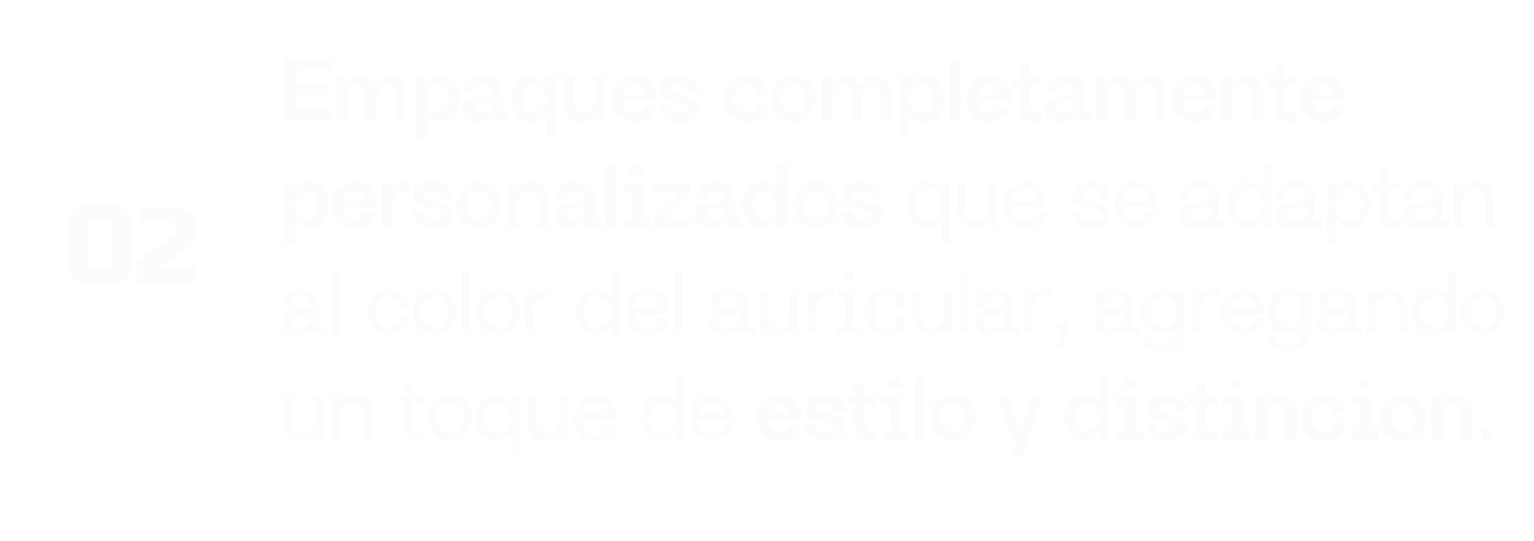 02
Empaques completamente
personalizados que se adaptan
al color del auricular, agregando
un toque de estilo y distincion.